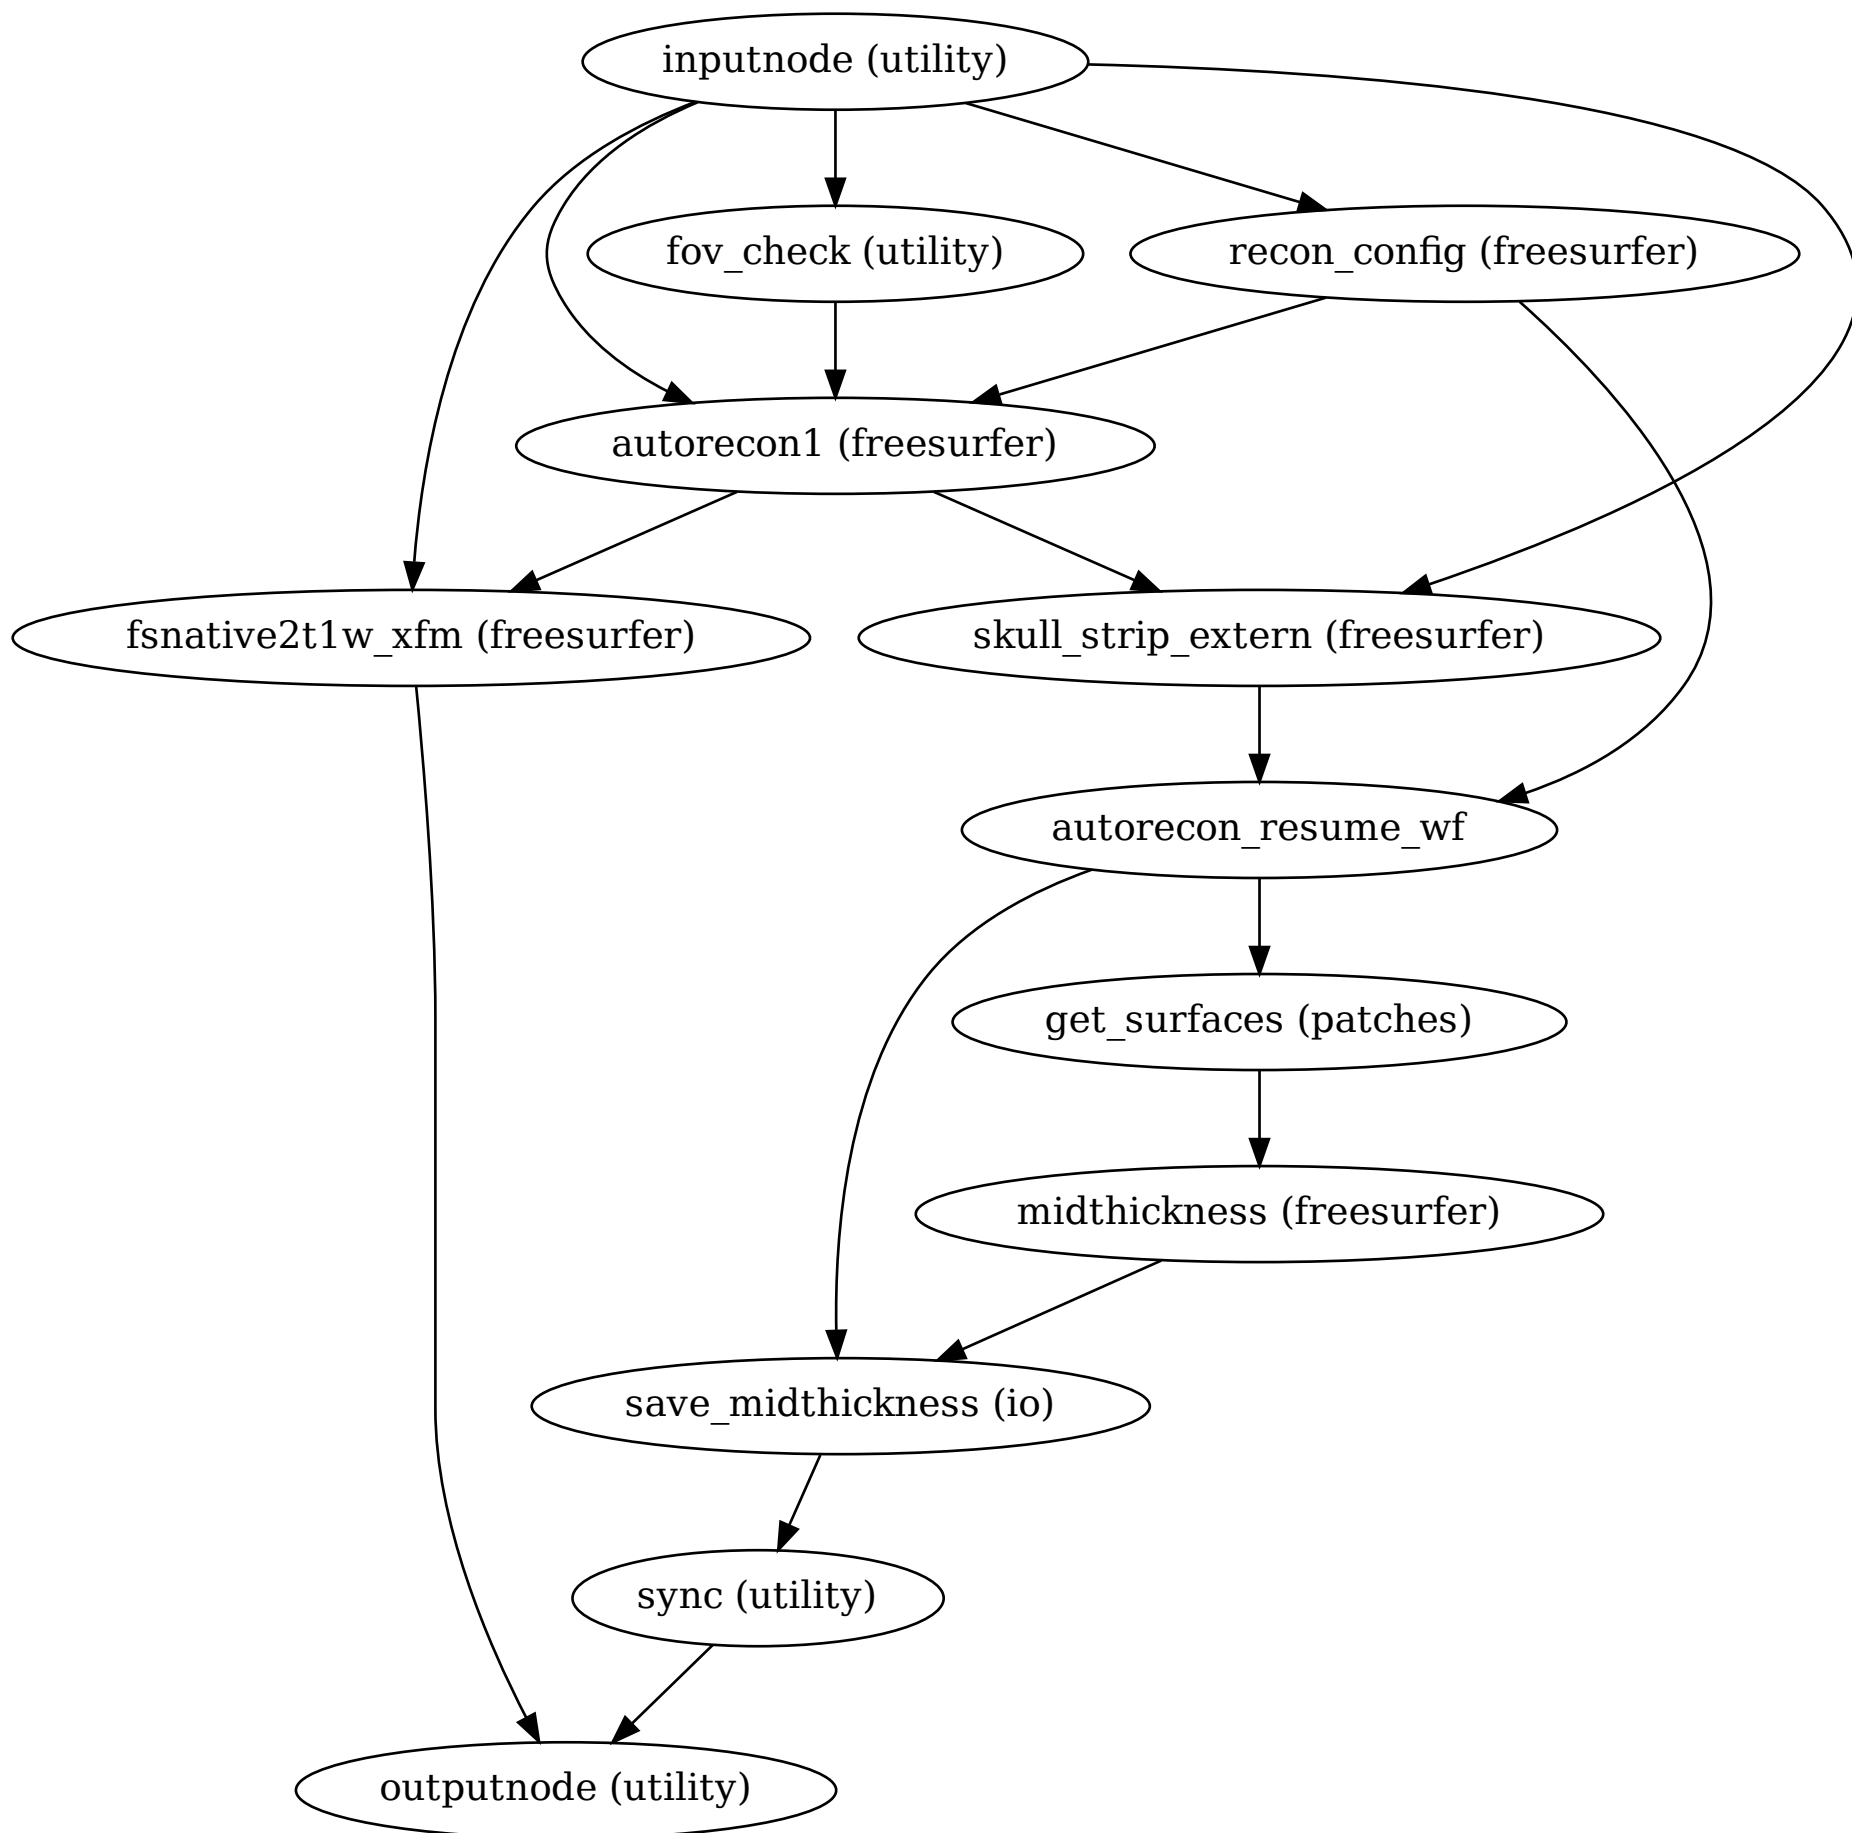 inputnode (utility)
fov_check (utility)
recon_config (freesurfer)
autorecon1 (freesurfer)
fsnative2t1w_xfm (freesurfer)
skull_strip_extern (freesurfer)
autorecon_resume_wf
get_surfaces (patches)
midthickness (freesurfer)
save_midthickness (io)
sync (utility)
outputnode (utility)